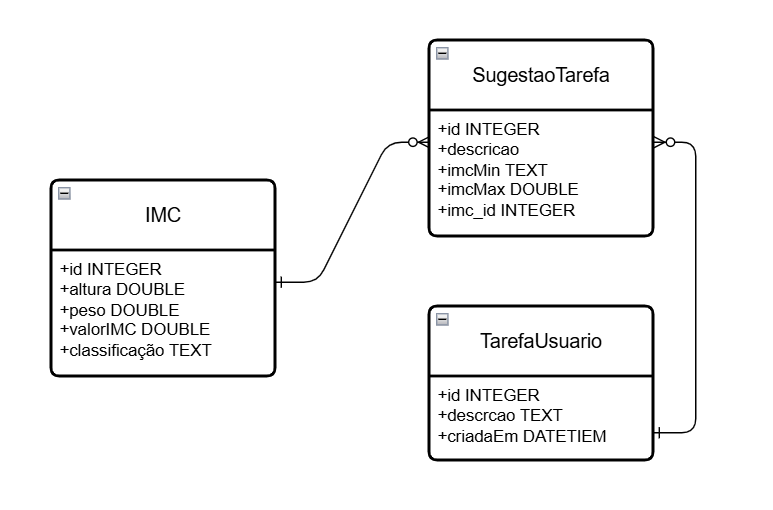 SugestaoTarefa
+id INTEGER
+descricao
+imcMin TEXT
+imcMax DOUBLE
+imc_id INTEGER
IMC
+id INTEGER
+altura DOUBLE
+peso DOUBLE
+valorIMC DOUBLE
+classificação TEXT
TarefaUsuario
+id INTEGER
+descrcao TEXT
+criadaEm DATETIEM